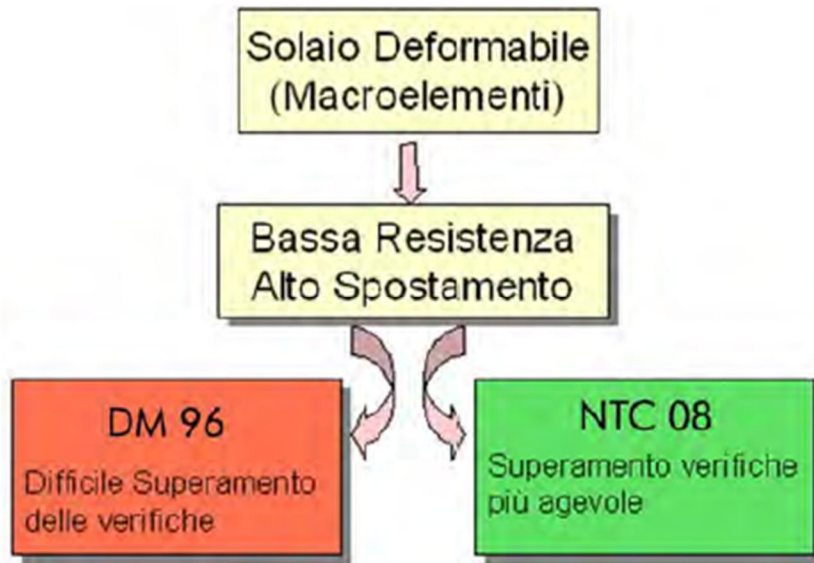 Solaio Deformabile
(Macroelementi)
Bassa Resistenza
Alto Spostamento
DM 96
Difficile Superamento
delle verifiche
NTC 08
Superamento verifiche
più agevole